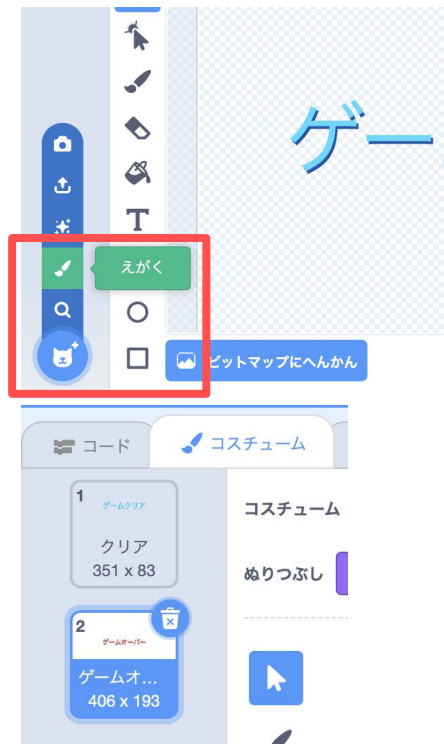 ゲー
T
えがく
ビットマップにへんかん
コード
コスチューム
1
ゲームクリア
クリア
351 x 83
コスチューム
ぬりつぶし
2
ゲームオーバー
ゲームオ...
406 x 193